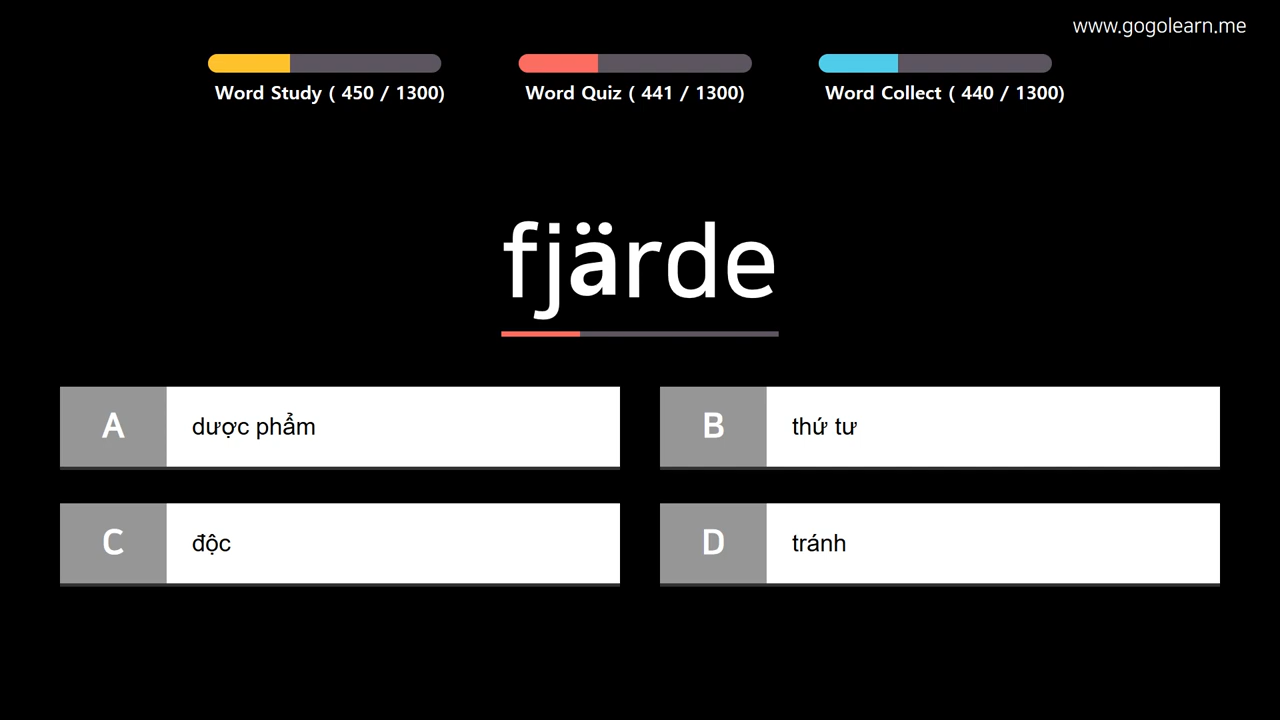 www.gogolearn.me
Word Study ( 450 / 1300)
Word Quiz ( 441 / 1300)
Word Collect ( 440 / 1300)
fjärde
A
dược phẩm
B
thứ tư
C
độc
D
tránh